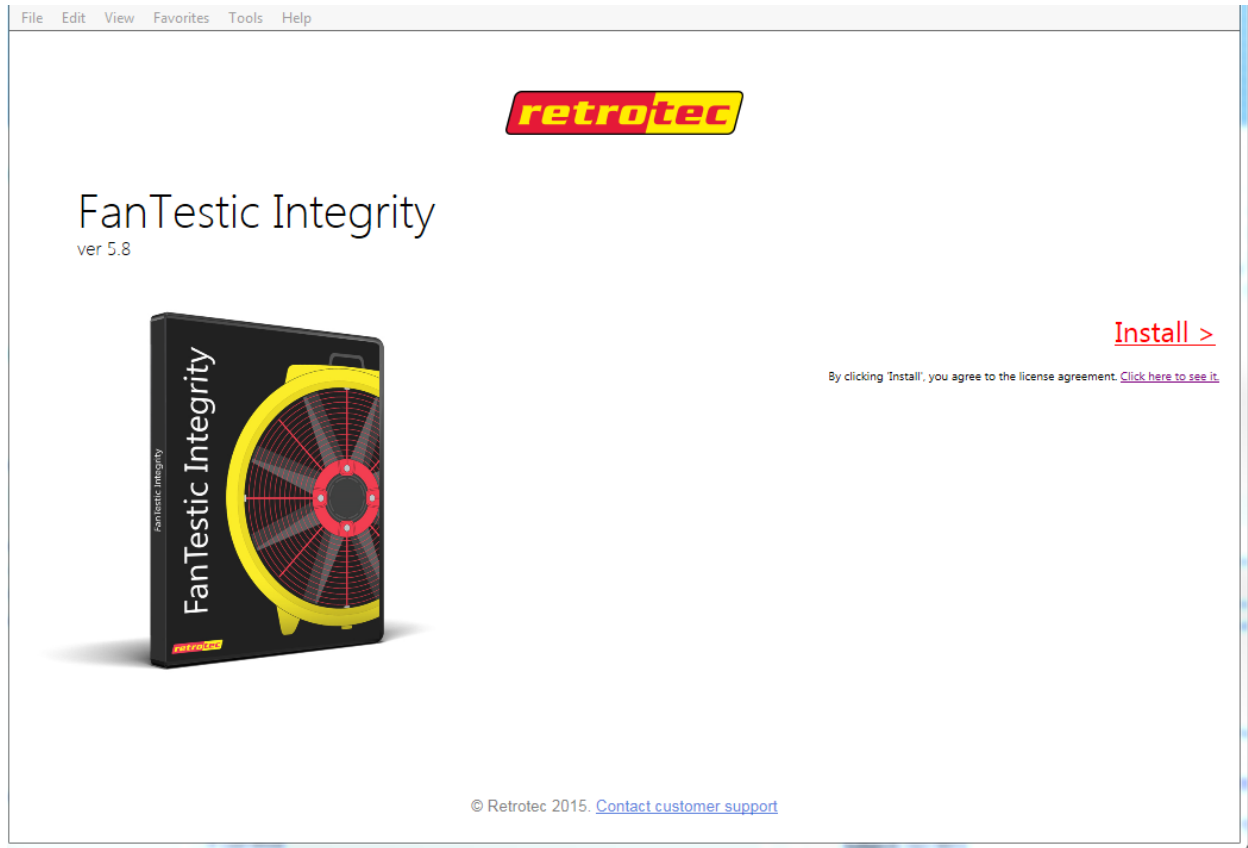 File Edit View Favorites Tools Help
retrotec
FanTestic Integrity
ver 5.8
Install >
By clicking 'Install', you agree to the license agreement. Click here to see it.
FanTestic Integrity
FanTestic Integrity
retrotec
© Retrotec 2015. Contact customer support